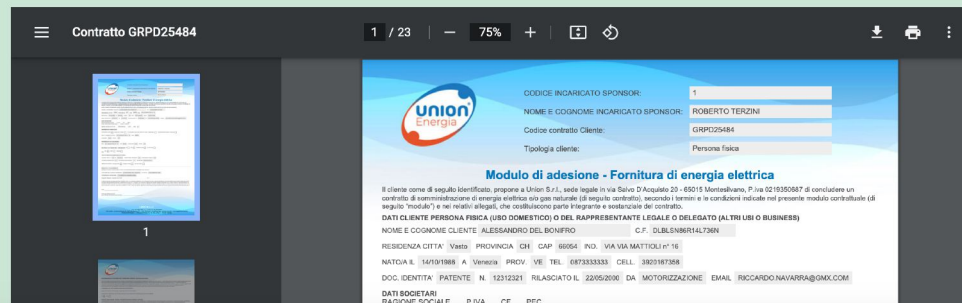 Contratto GRPD25484
1 / 23
75%
1
union
Energia
CODICE INCARICATO SPONSOR: 1
NOME E COGNOME INCARICATO SPONSOR: ROBERTO TERZINI
Codice contratto Cliente: GRPD25484
Tipologia cliente: Persona fisica
Modulo di adesione - Fornitura di energia elettrica
Il cliente come di seguito identificato, propone a Union S.r.l., sede legale in via Salvo D'Acquisto 20 - 65015 Montesilvano, P.iva 0219350687 di concludere un
contratto di somministrazione di energia elettrica e/o gas naturale (di seguito contratto), secondo i termini e le condizioni indicate nel presente modulo contrattuale (di
seguito "modulo") e nei relativi allegati, che costituiscono parte integrante e sostanziale del contratto.
DATI CLIENTE PERSONA FISICA (USO DOMESTICO) O DEL RAPPRESENTANTE LEGALE O DELEGATO (ALTRI USI O BUSINESS)
NOME E COGNOME CLIENTE ALESSANDRO DEL BONIFRO C.F. DLBLSN86R14L736N
RESIDENZA CITTA' Vasto PROVINCIA CH CAP 66054 IND. VIA VIA MATTIOLI n° 16
NATO/A IL 14/10/1986 A Venezia PROV. VE TEL. 0873333333 CELL. 3920187358
DOC. IDENTITA' PATENTE N. 12312321 RILASCIATO IL 22/05/2000 DA MOTORIZZAZIONE EMAIL RICCARDO.NAVARRA@GMX.COM
DATI SOCIETARI
RAGIONE SOCIALE P.IVA CF PEC